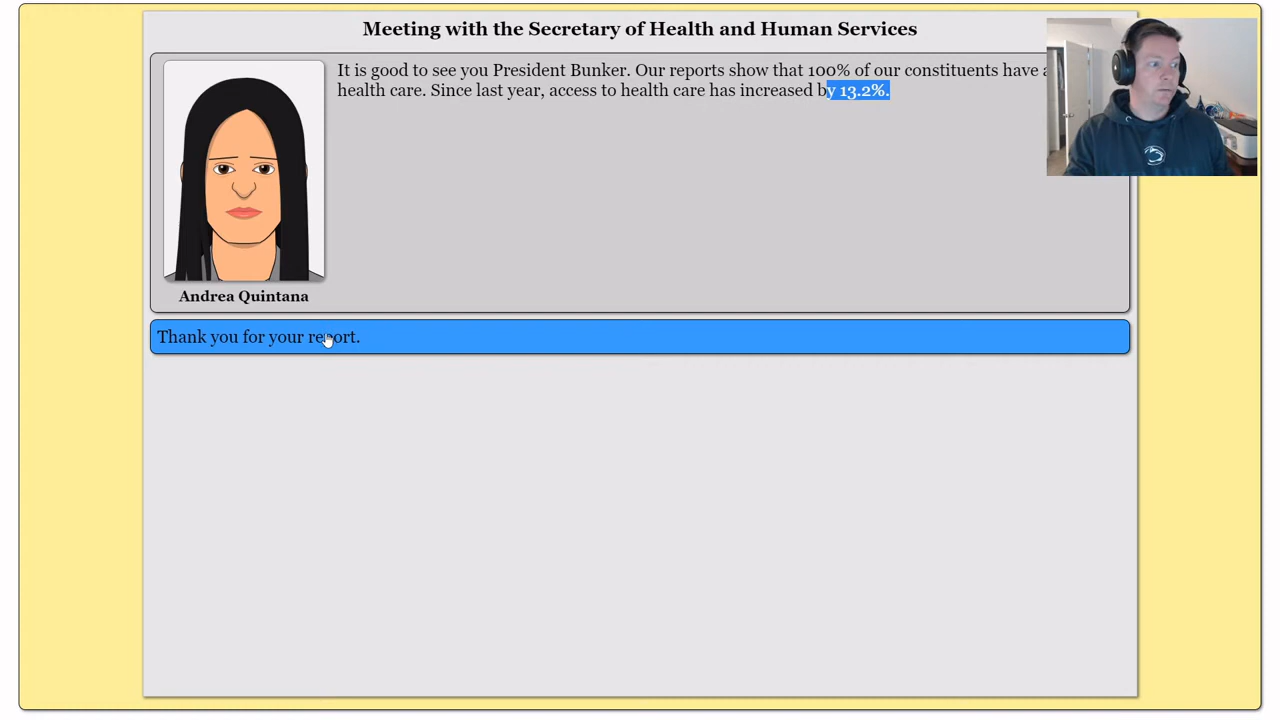 Meeting with the Secretary of Health and Human Services
It is good to see you President Bunker. Our reports show that 100% of our constituents have
health care. Since last year, access to health care has increased by 13.2%.
Andrea Quintana
Thank you for your report.